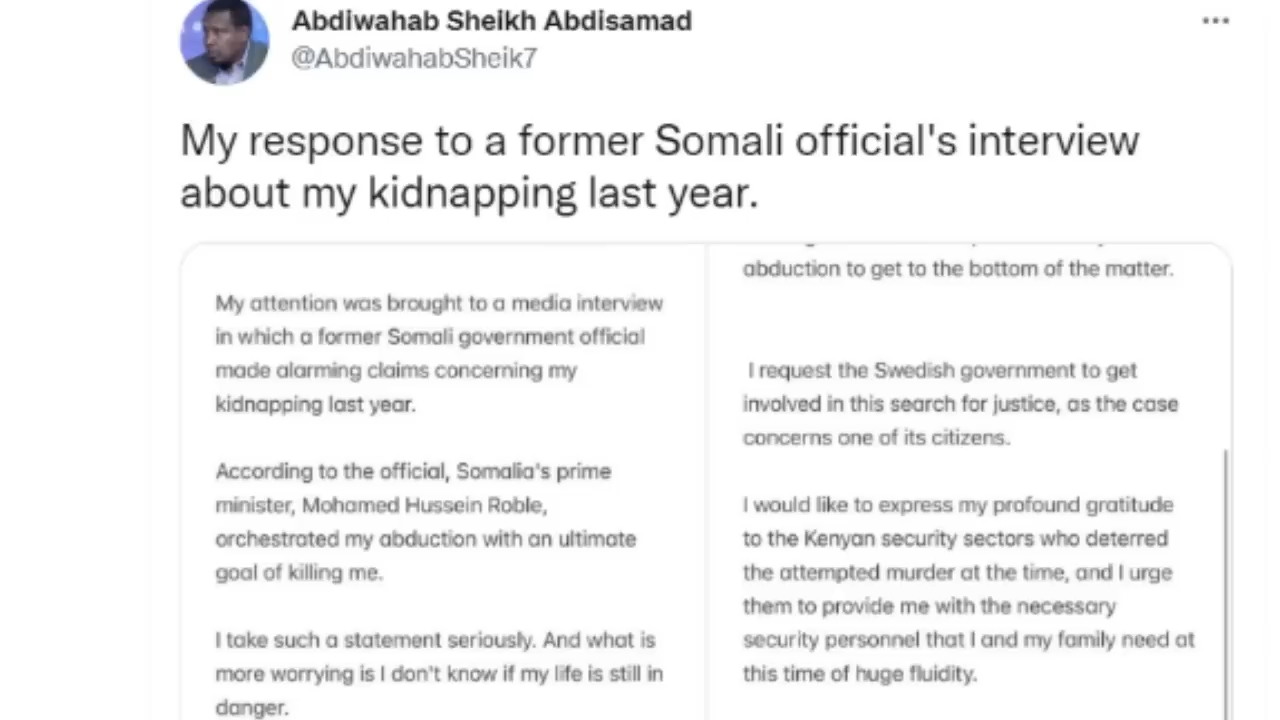 Abdiwahab Sheikh Abdisamad
@AbdiwahabSheik7
My response to a former Somali official's interview
about my kidnapping last year.
My attention was brought to a media interview
in which a former Somali government official
made alarming claims concerning my
kidnapping last year.
According to the official, Somalia's prime
minister, Mohamed Hussein Roble,
orchestrated my abduction with an ultimate
goal of killing me.
I take such a statement seriously. And what is
more worrying is I don't know if my life is still in
danger.
abduction to get to the bottom of the matter.
I request the Swedish government to get
involved in this search for justice, as the case
concerns one of its citizens.
I would like to express my profound gratitude
to the Kenyan security sectors who deterred
the attempted murder at the time, and I urge
them to provide me with the necessary
security personnel that I and my family need at
this time of huge fluidity.